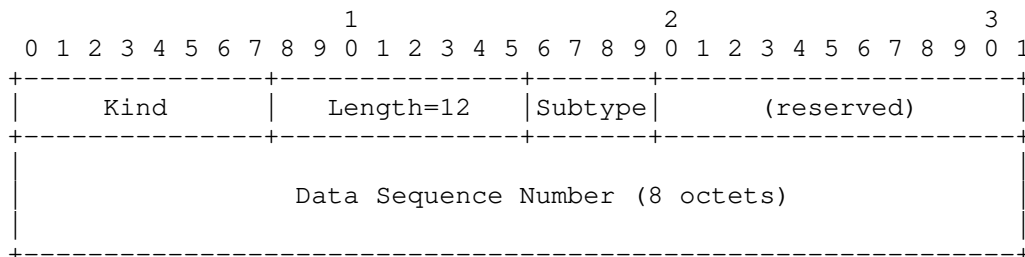 1                   2                   3
 0 1 2 3 4 5 6 7 8 9 0 1 2 3 4 5 6 7 8 9 0 1 2 3 4 5 6 7 8 9 0 1
+---------------+---------------+-------+-----------------------+
|     Kind      |   Length=12   |Subtype|      (reserved)       |
+---------------+---------------+-------+-----------------------+
|                                                               |
|                Data Sequence Number (8 octets)                |
|                                                               |
+---------------------------------------------------------------+